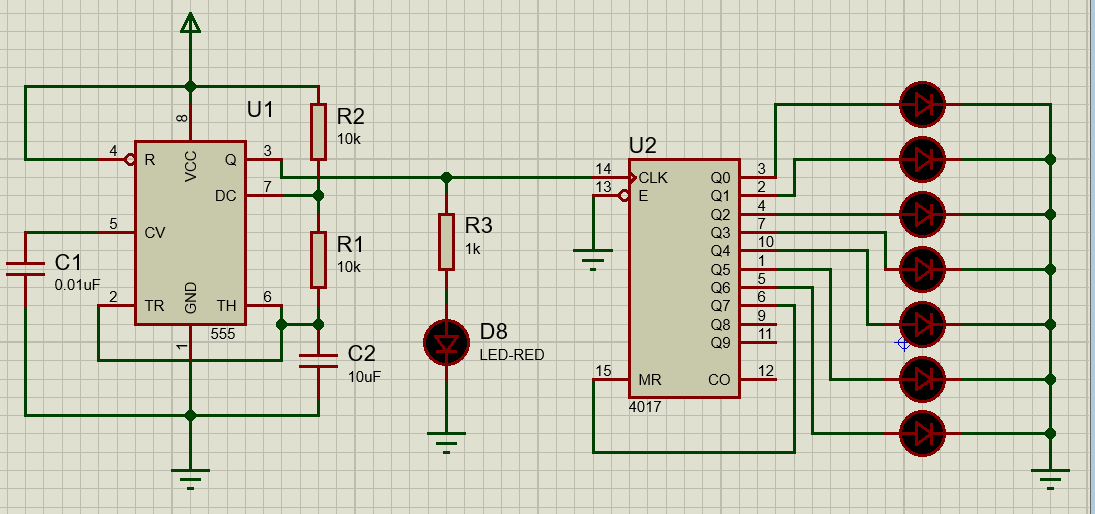 U1
8
VCC
4
R
Q
3
DC
7
5
CV
2
TR
GND
TH
6
1
555
R2
10k
R1
10k
C1
0.01uF
C2
10uF
R3
1k
D8
LED-RED
U2
14
CLK
13
E
Q0
3
Q1
2
Q2
4
Q3
7
Q4
10
Q5
1
Q6
5
Q7
6
Q8
9
Q9
11
15
MR
CO
12
4017